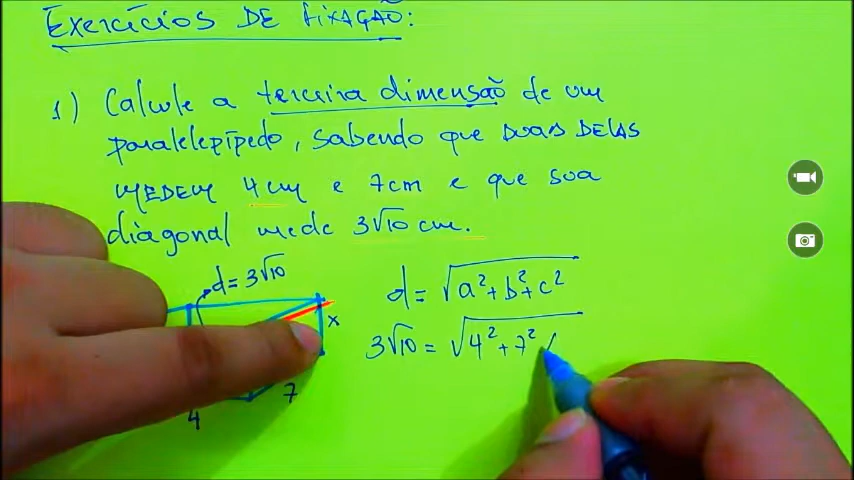 Exercícios DE FIXAÇÃO:
1) Calcule a terceira dimensão de um
paralelepípedo, sabendo que DUAS DELAS
MEDEM 4cm e 7cm e que sua
diagonal mede 3√10 cm.
d = 3√10
x
7
4
d = √a²+b²+c²
3√10 = √4²+7²